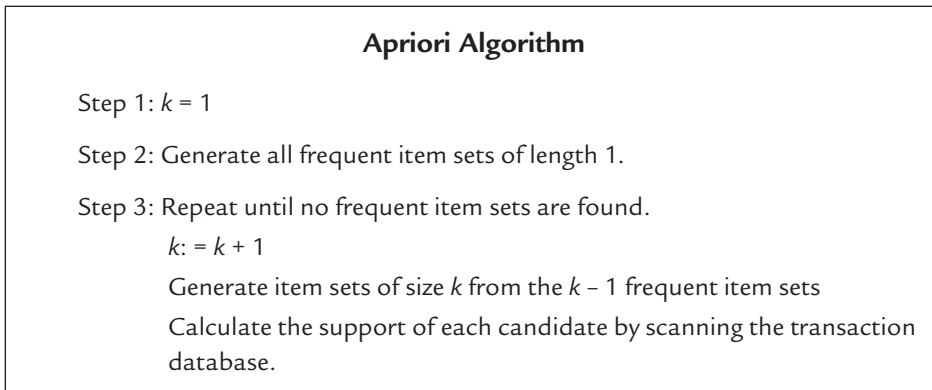 Apriori Algorithm
Step 1: k = 1
Step 2: Generate all frequent item sets of length 1.
Step 3: Repeat until no frequent item sets are found.
k: = k + 1
Generate item sets of size k from the k – 1 frequent item sets
Calculate the support of each candidate by scanning the transaction
database.